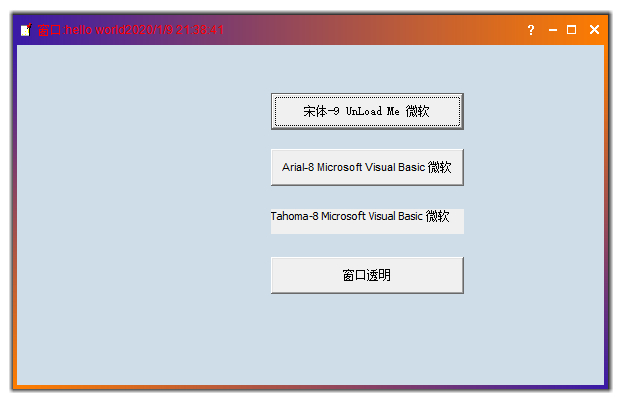 窗口 hello world2020/1/9 21:38:41
?
宋体-9 UnLoad Me 微软
Arial-8 Microsoft Visual Basic 微软
Tahoma-8 Microsoft Visual Basic 微软
窗口透明